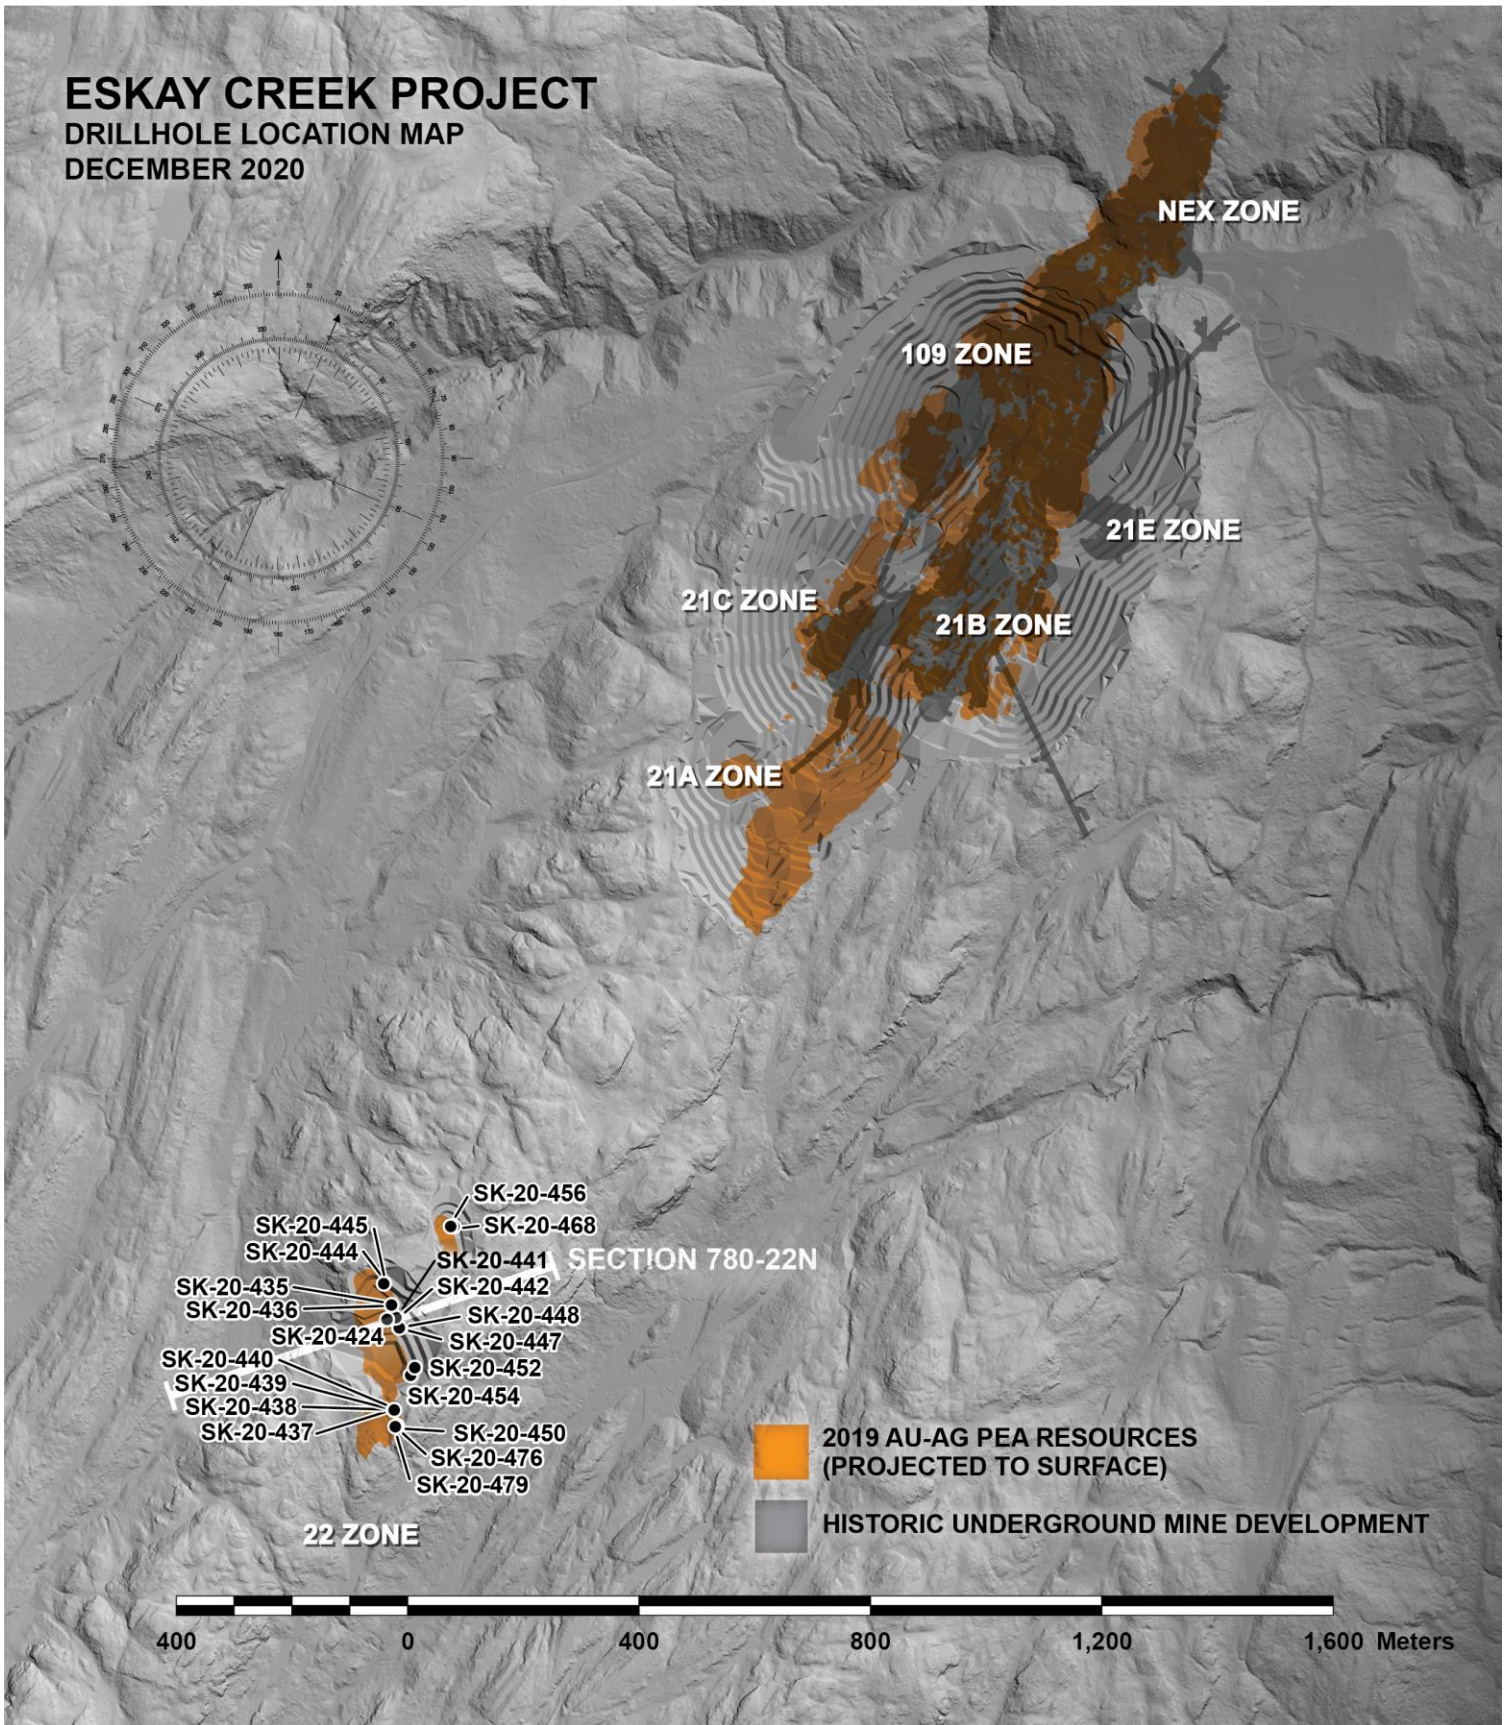 ESKAY CREEK PROJECT
DRILLHOLE LOCATION MAP
DECEMBER 2020
NEX ZONE
109 ZONE
21E ZONE
21C ZONE
21B ZONE
21A ZONE
SK-20-456
SK-20-468
SK-20-445
SK-20-444
SK-20-441
SECTION 780-22N
SK-20-435
SK-20-442
SK-20-436
SK-20-448
SK-20-424
SK-20-447
SK-20-440
SK-20-452
SK-20-439
SK-20-454
SK-20-438
SK-20-437
SK-20-450
SK-20-476
SK-20-479
2019 AU-AG PEA RESOURCES
(PROJECTED TO SURFACE)
HISTORIC UNDERGROUND MINE DEVELOPMENT
22 ZONE
400 0 400 800 1,200 1,600 Meters